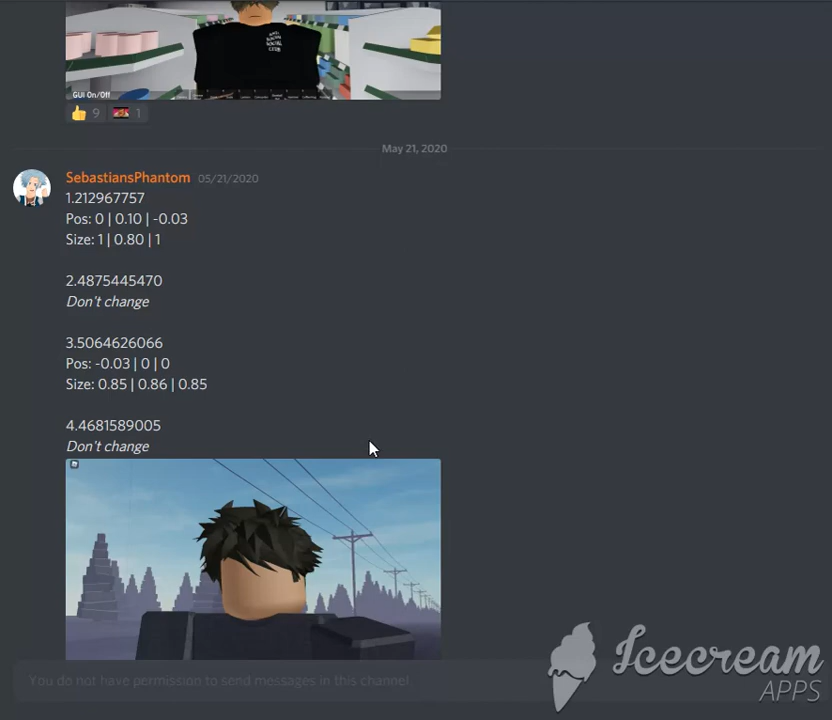 GUI On/Off
9
1
May 21, 2020
SebastiansPhantom 05/21/2020
1.212967757
Pos: 0 | 0.10 | -0.03
Size: 1 | 0.80 | 1
2.4875445470
Don't change
3.5064626066
Pos: -0.03 | 0 | 0
Size: 0.85 | 0.86 | 0.85
4.4681589005
Don't change
You do not have permission to send messages in this channel.
Icecream
APPS